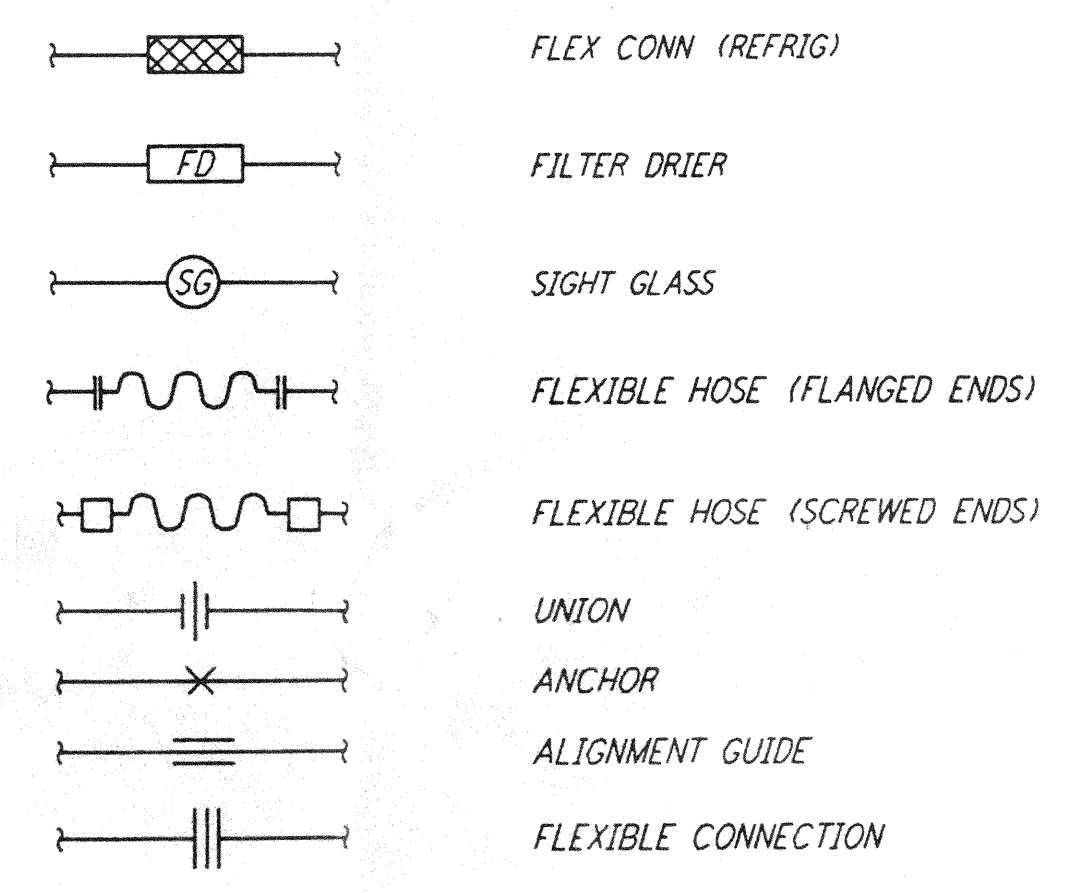 FLEX CONN (REFRIG)
FD FILTER DRIER
SG SIGHT GLASS
FLEXIBLE HOSE (FLANGED ENDS)
FLEXIBLE HOSE (SCREWED ENDS)
UNION
ANCHOR
ALIGNMENT GUIDE
FLEXIBLE CONNECTION